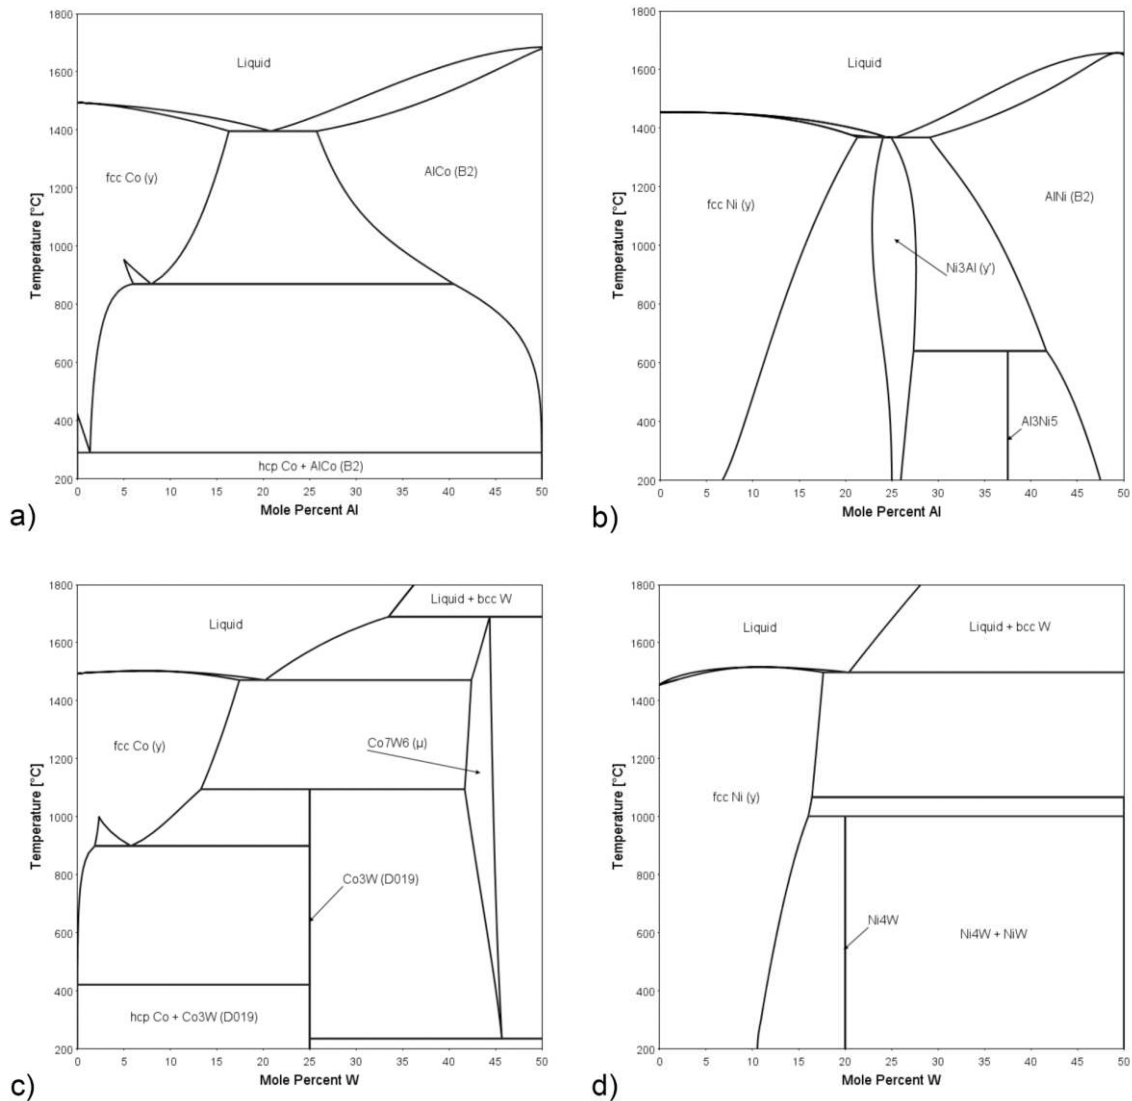 1800
1600
1400
1200
1000
800
600
400
200
Temperature [°C]
Liquid
fcc Co (y)
AlCo (B2)
hcp Co + AlCo (B2)
0 5 10 15 20 25 30 35 40 45 50
Mole Percent Al
a)
1800
1600
1400
1200
1000
800
600
400
200
Temperature [°C]
Liquid
fcc Ni (y)
AlNi (B2)
Ni3Al (y')
Al3Ni5
0 5 10 15 20 25 30 35 40 45 50
Mole Percent Al
b)
1800
1600
1400
1200
1000
800
600
400
200
Temperature [°C]
Liquid + bcc W
Liquid
fcc Co (y)
Co7W6 (µ)
Co3W (D019)
hcp Co + Co3W (D019)
0 5 10 15 20 25 30 35 40 45 50
Mole Percent W
c)
1800
1600
1400
1200
1000
800
600
400
200
Temperature [°C]
Liquid
Liquid + bcc W
fcc Ni (y)
Ni4W
Ni4W + NiW
0 5 10 15 20 25 30 35 40 45 50
Mole Percent W
d)